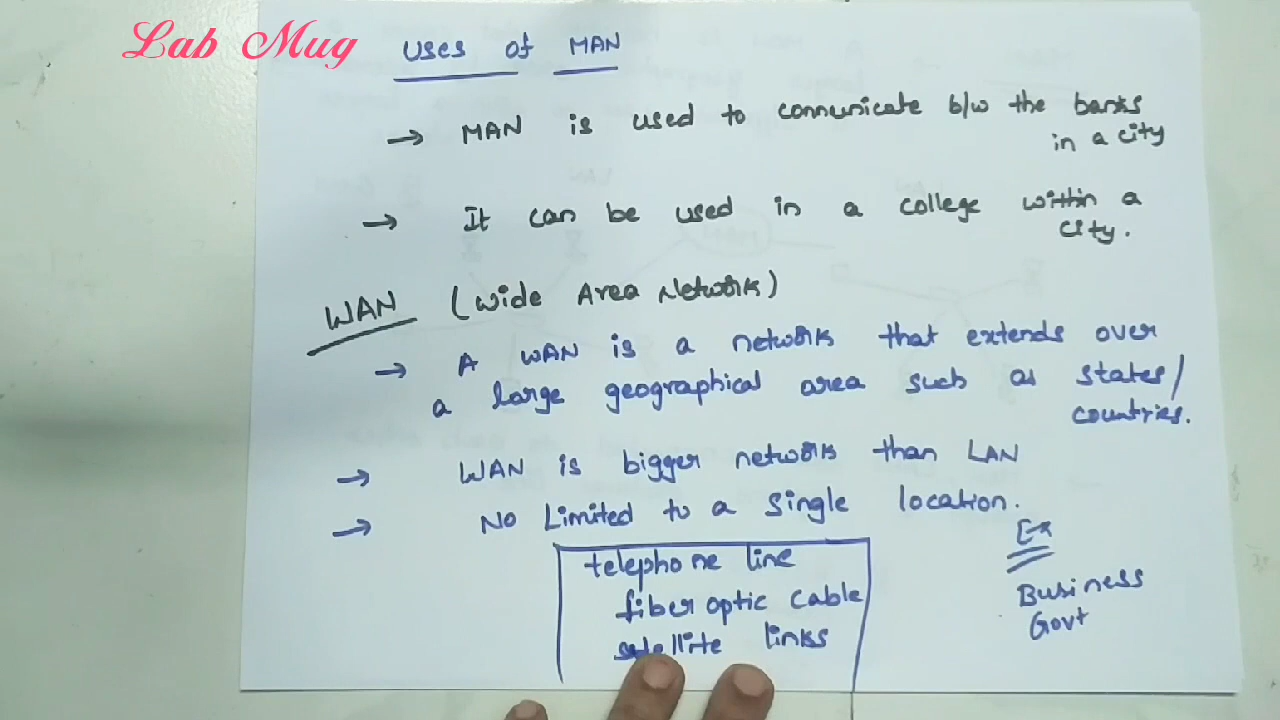 Lab Mug
uses of MAN
→ MAN is used to communicate b/w the banks
in a city
→ It can be used in a college within a
city.
WAN (Wide Area Network)
→ A WAN is a network that extends over
a large geographical area such as states/
countries.
→ WAN is bigger network than LAN
→ No Limited to a single location.
Ex
telephone line
Business
fiber optic cable
Govt
satellite links